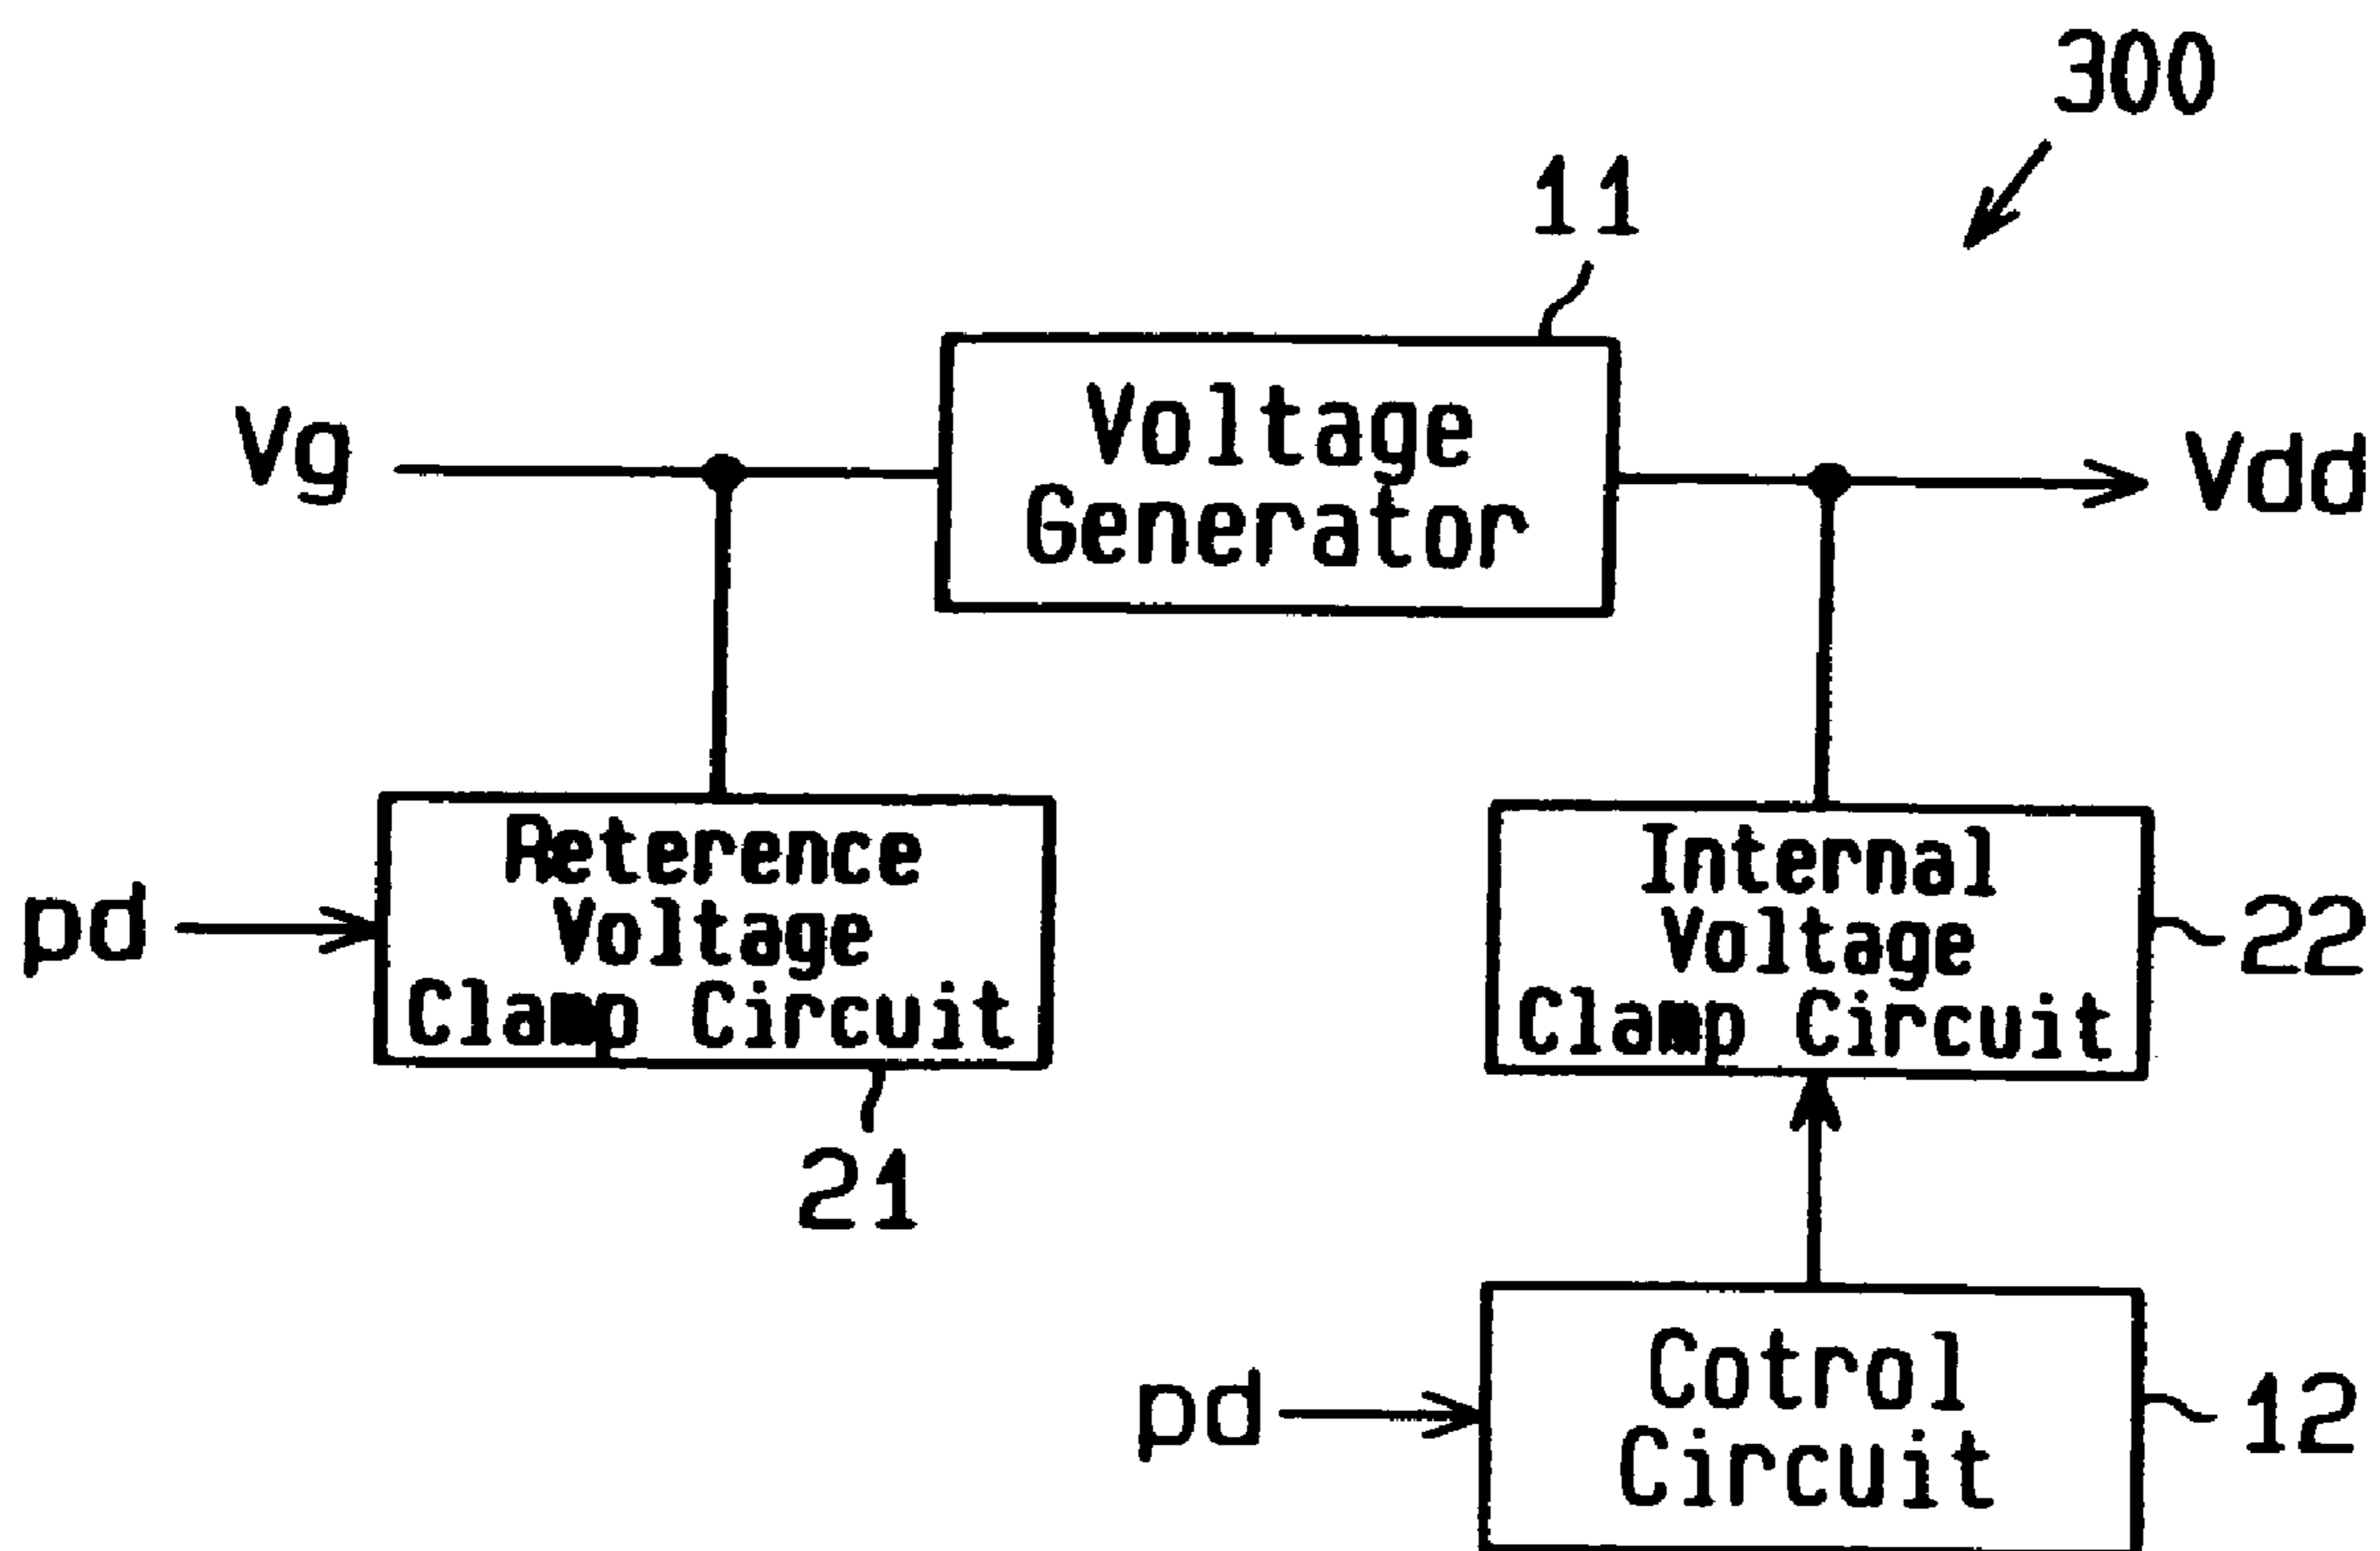 300
11
Vg
Voltage
Generator
Vdd
pd
Reterence
Voltage
Clamp Circuit
21
Internal
Voltage
Clamp Circuit
22
pd
Cotrol
Circuit
12